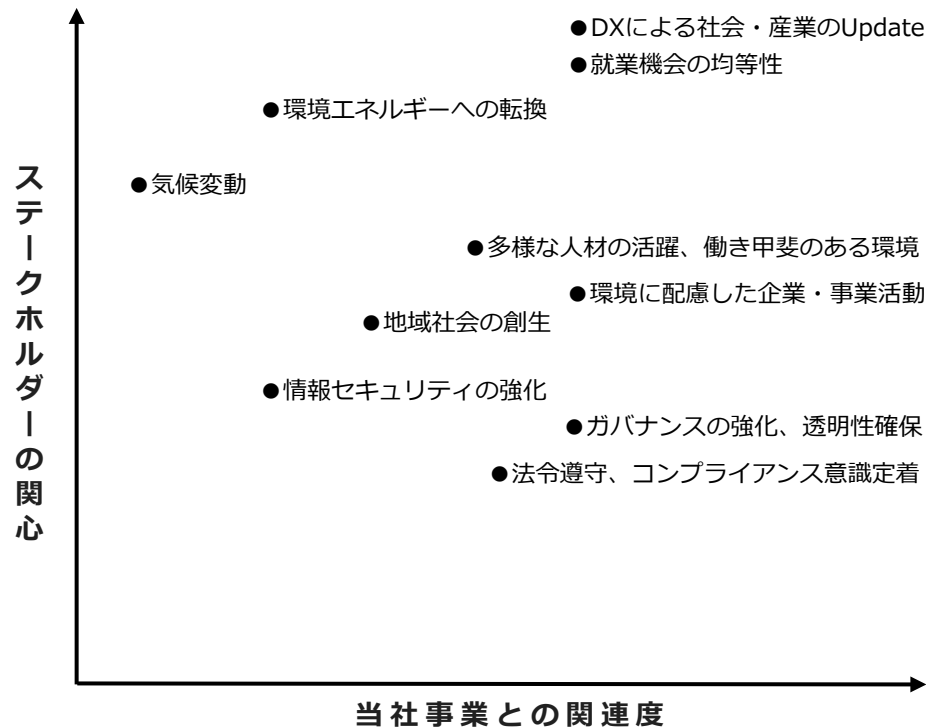 ●DXによる社会・産業のUpdate
●就業機会の均等性
●環境エネルギーへの転換
●気候変動
●多様な人材の活躍、働き甲斐のある環境
●環境に配慮した企業・事業活動
●地域社会の創生
●情報セキュリティの強化
●ガバナンスの強化、透明性確保
●法令遵守、コンプライアンス意識定着
ステークホルダーの関心
当社事業との関連度